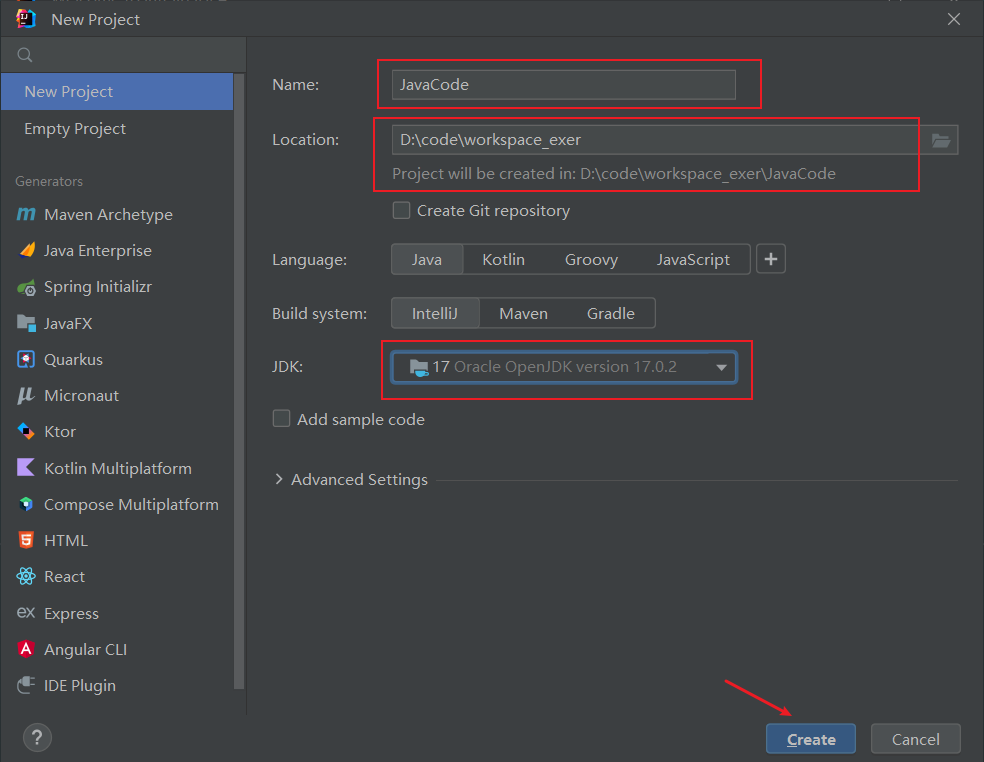 New Project
New Project
Empty Project
Generators
Maven Archetype
Java Enterprise
Spring Initializr
JavaFX
Quarkus
Micronaut
Ktor
Kotlin Multiplatform
Compose Multiplatform
HTML
React
ex Express
Angular CLI
IDE Plugin
Name: JavaCode
Location: D:\code\workspace_exer
Project will be created in: D:\code\workspace_exer\JavaCode
Create Git repository
Language: Java Kotlin Groovy JavaScript +
Build system: IntelliJ Maven Gradle
JDK: 17 Oracle OpenJDK version 17.0.2
Add sample code
Advanced Settings
? Create Cancel